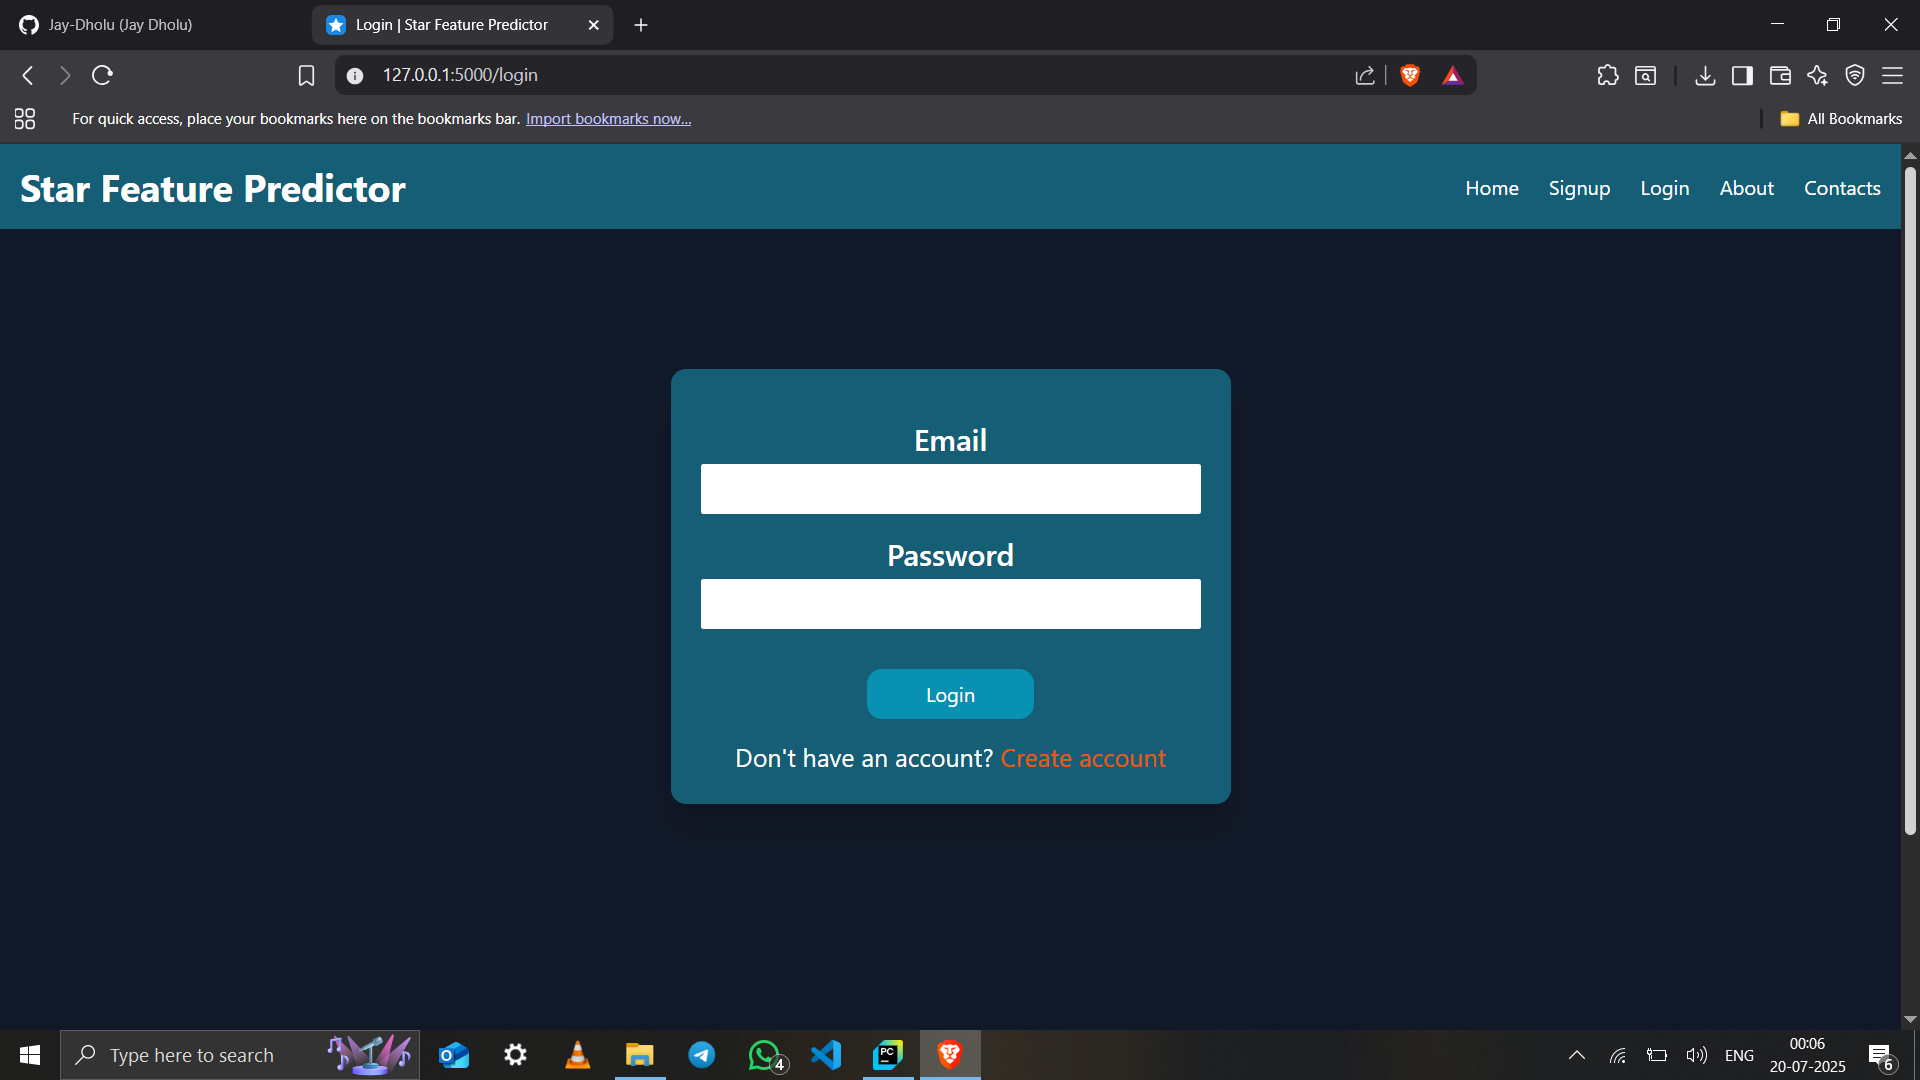 Jay-Dholu (Jay Dholu)
Login | Star Feature Predictor
127.0.0.1:5000/login
For quick access, place your bookmarks here on the bookmarks bar. Import bookmarks now...
All Bookmarks
Star Feature Predictor
Home Signup Login About Contacts
Email
Password
Login
Don't have an account? Create account
Type here to search
O
4
PC
ENG
00:06
20-07-2025
6